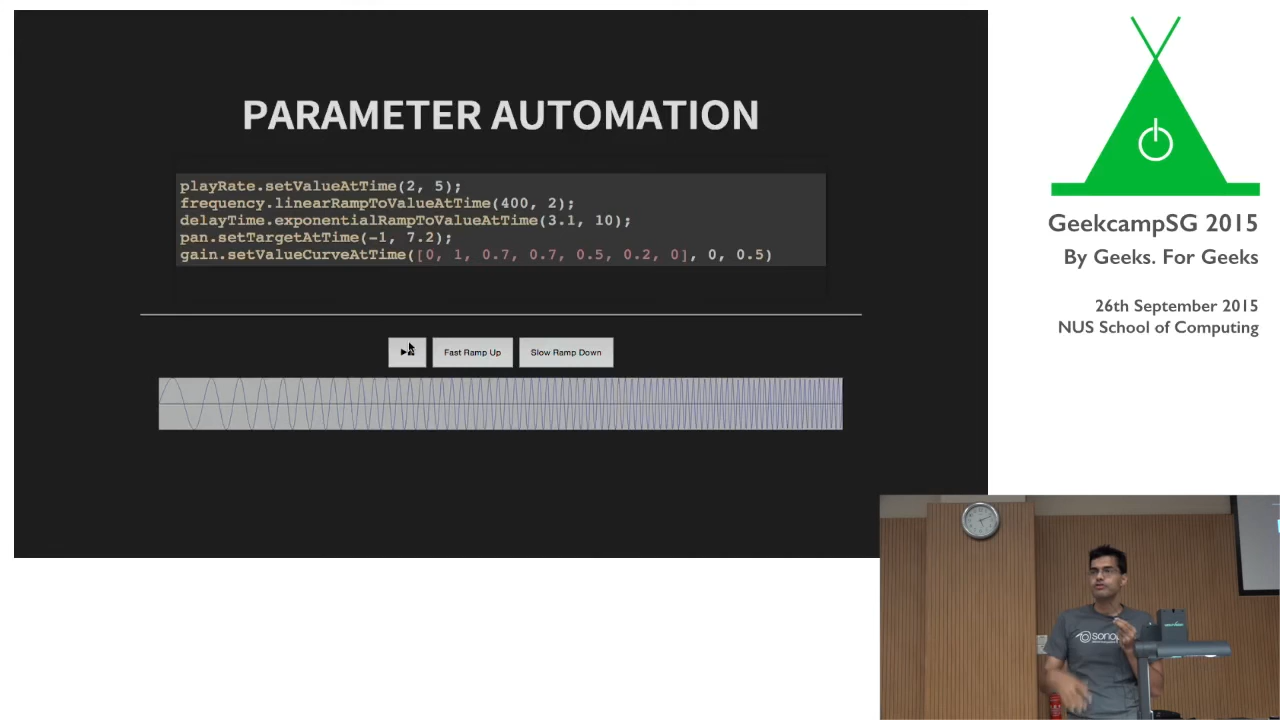 PARAMETER AUTOMATION
playRate.setValueAtTime(2, 5);
frequency.linearRampToValueAtTime(400, 2);
delayTime.exponentialRampToValueAtTime(3.1, 10);
pan.setTargetAtTime(-1, 7.2);
gain.setValueCurveAtTime([0, 1, 0.7, 0.7, 0.5, 0.2, 0], 0, 0.5)
Fast Ramp Up
Slow Ramp Down
GeekcampSG 2015
By Geeks. For Geeks
26th September 2015
NUS School of Computing